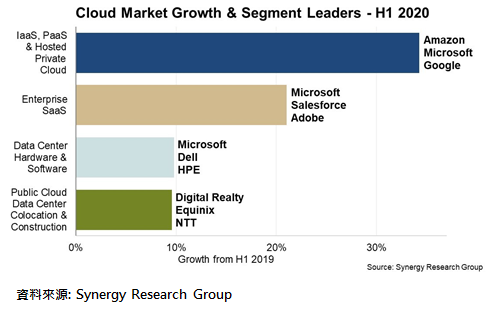 Cloud Market Growth & Segment Leaders - H1 2020
IaaS, PaaS
& Hosted
Private
Cloud
Amazon
Microsoft
Google
Enterprise
SaaS
Microsoft
Salesforce
Adobe
Data Center
Hardware &
Software
Microsoft
Dell
HPE
Public Cloud
Data Center
Colocation &
Construction
Digital Realty
Equinix
NTT
0%
10%
20%
30%
Growth from H1 2019
Source: Synergy Research Group
資料來源: Synergy Research Group